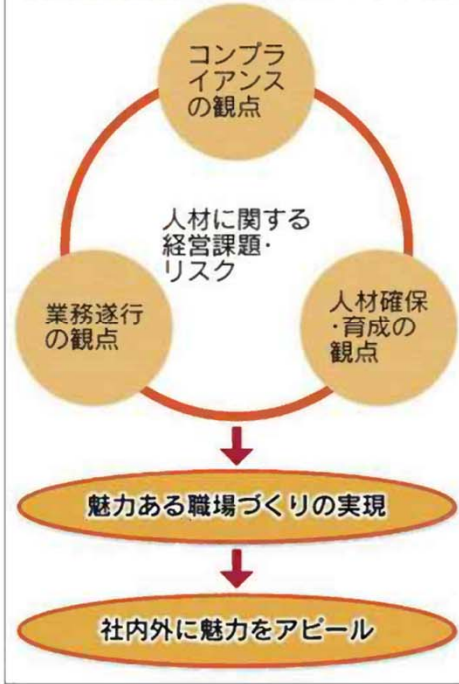 コンプラ
イアンス
の観点
人材に関する
経営課題・
リスク
業務遂行
の観点
人材確保
・育成の
観点
魅力ある職場づくりの実現
社内外に魅力をアピール